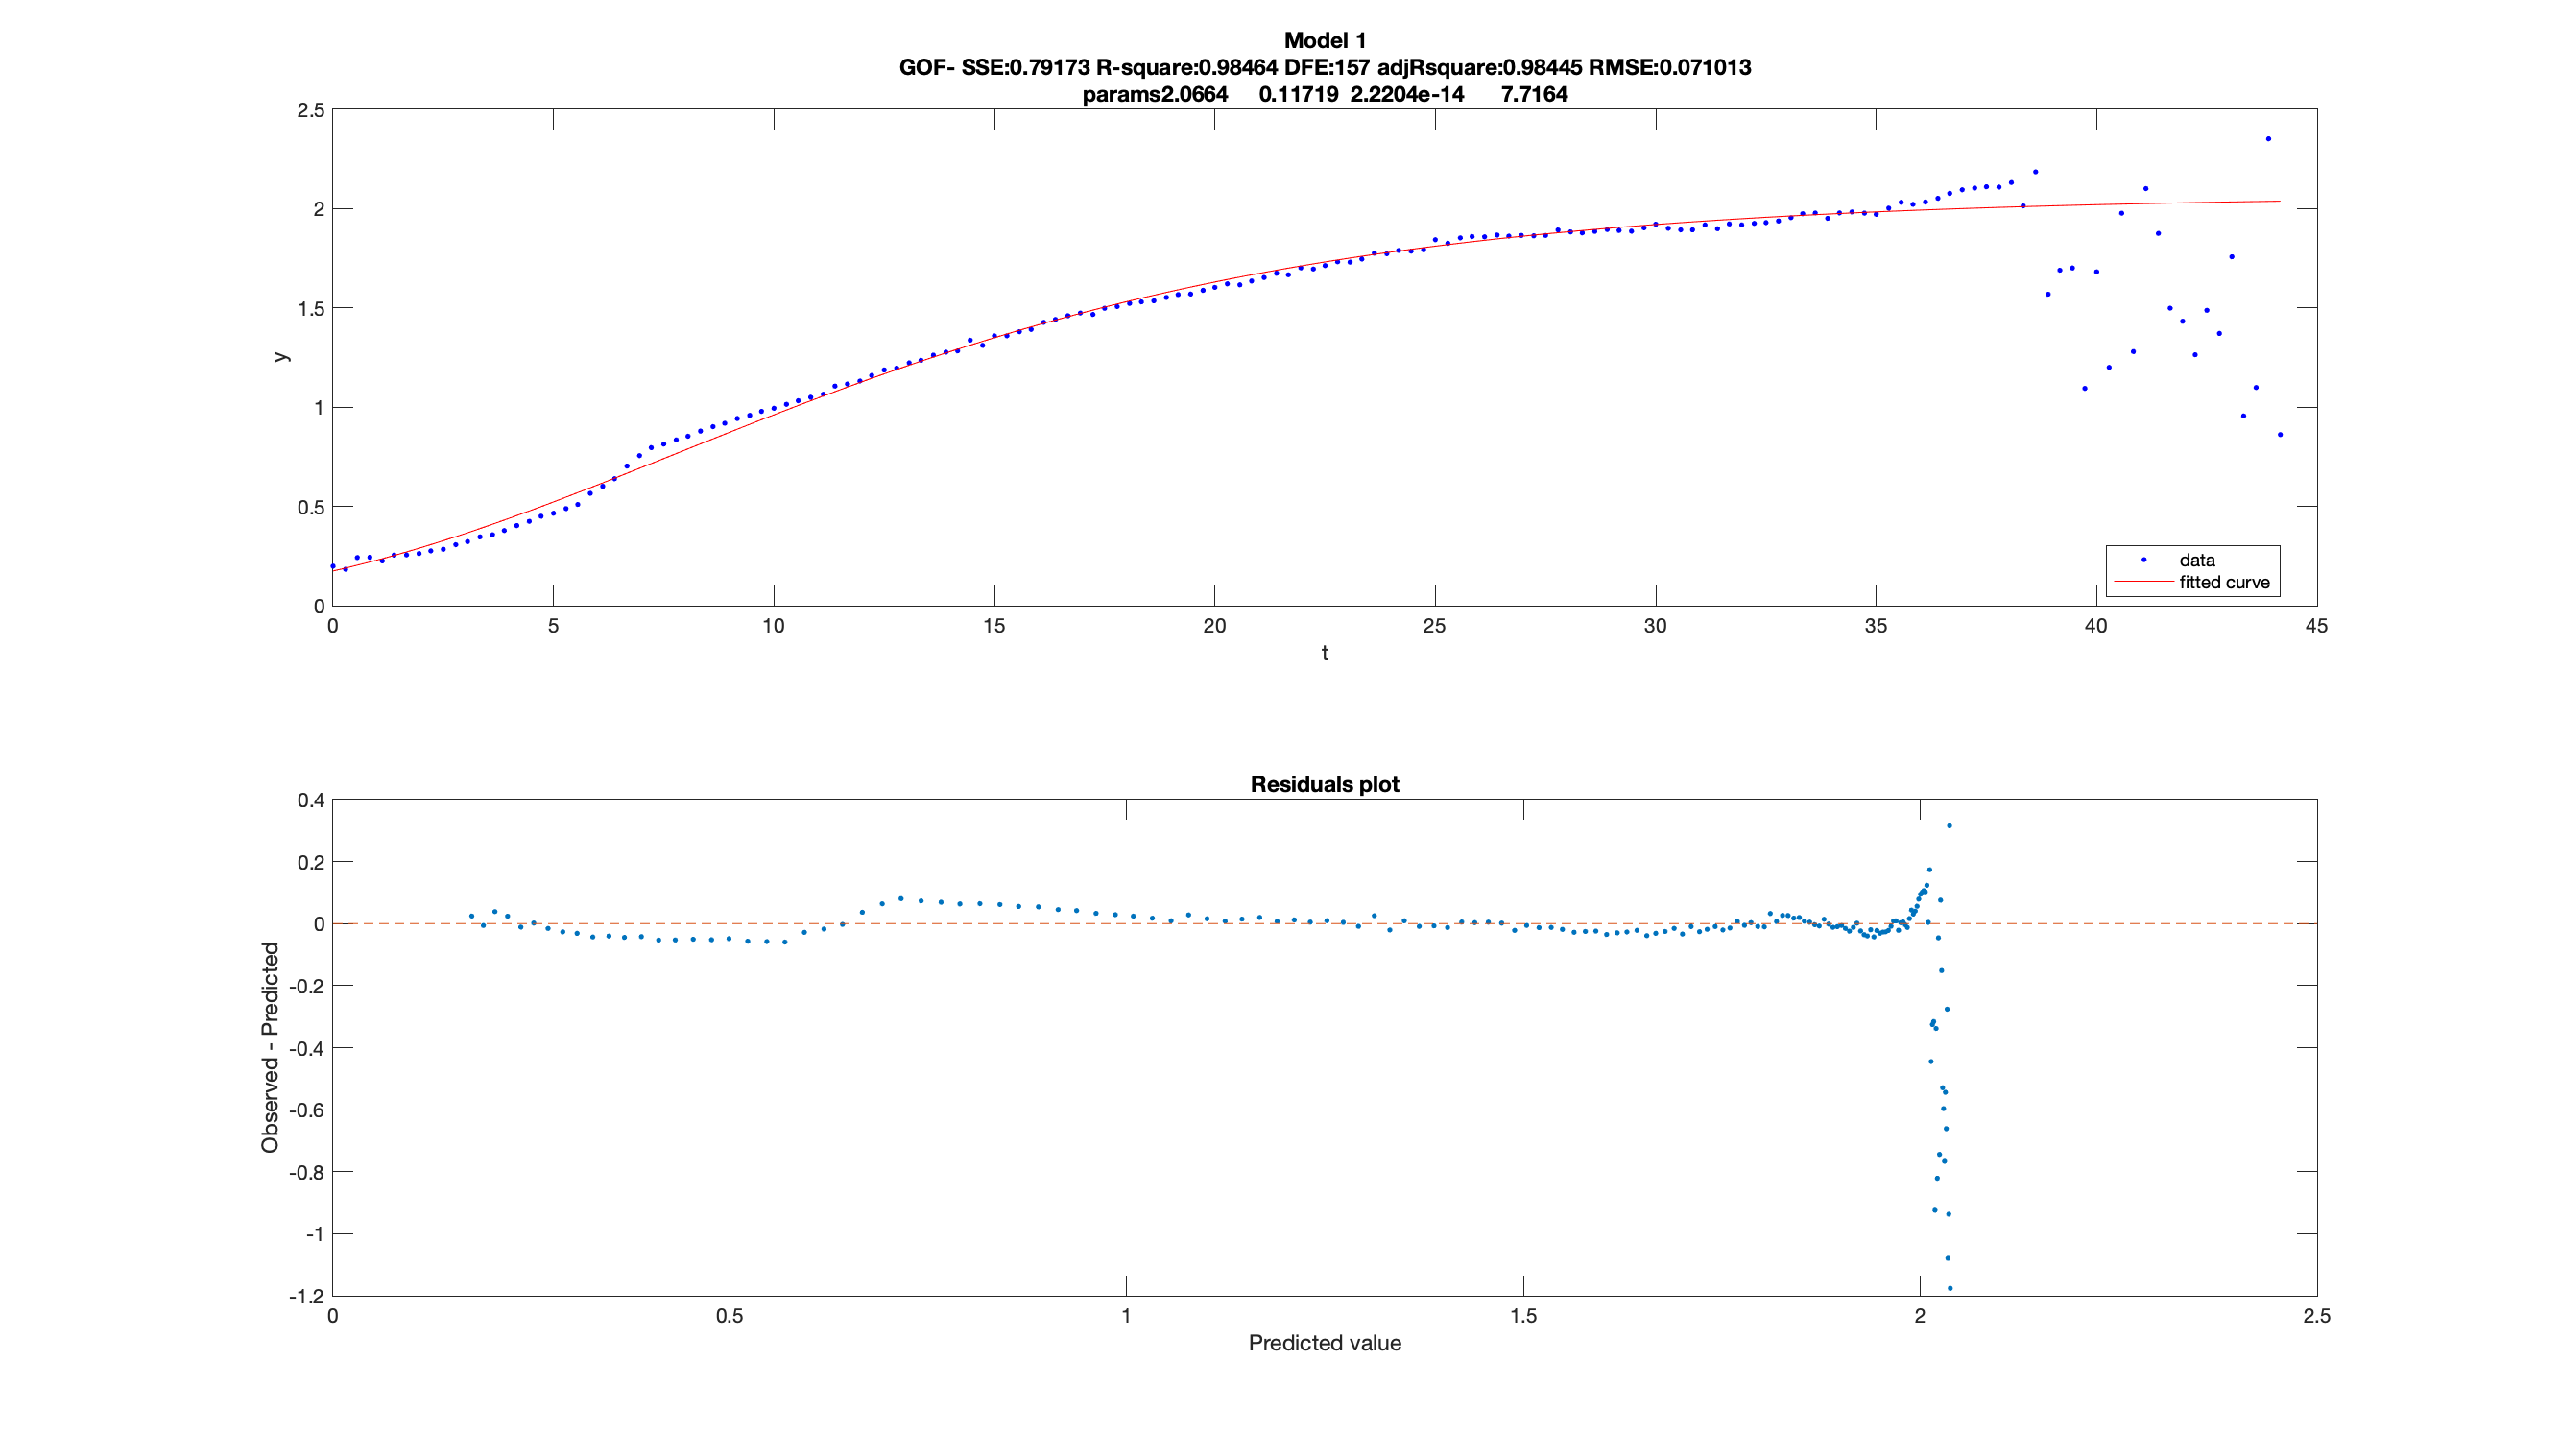 Model 1
GOF- SSE:0.79173 R-square:0.98464 DFE:157 adjRsquare:0.98445 RMSE:0.071013
params2.0664 0.11719 2.2204e-14 7.7164
2.5
2
1.5
1
0.5
0
y
0 5 10 15 20 25 30 35 40 45
t
data
fitted curve
Residuals plot
0.4
0.2
0
-0.2
-0.4
-0.6
-0.8
-1
-1.2
Observed - Predicted
0 0.5 1 1.5 2 2.5
Predicted value